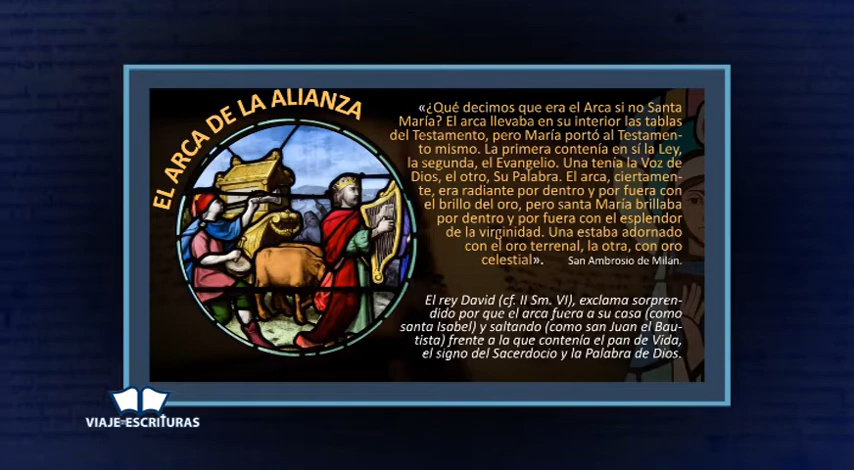 EL ARCA DE LA ALIANZA
«¿Qué decimos que era el Arca si no Santa
María? El arca llevaba en su interior las tablas
del Testamento, pero María portó al Testamen-
to mismo. La primera contenía en sí la Ley,
la segunda, el Evangelio. Una tenía la Voz de
Dios, el otro, Su Palabra. El arca, ciertamen-
te, era radiante por dentro y por fuera con
el brillo del oro, pero santa María brillaba
por dentro y por fuera con el esplendor
de la virginidad. Una estaba adornado
con el oro terrenal, la otra, con oro
celestial». San Ambrosio de Milan.
El rey David (cf. II Sm. VI), exclama sorpren-
dido por que el arca fuera a su casa (como
santa Isabel) y saltando (como san Juan el Bau-
tista) frente a la que contenía el pan de Vida,
el signo del Sacerdocio y la Palabra de Dios.
VIAJE ESCRITURAS